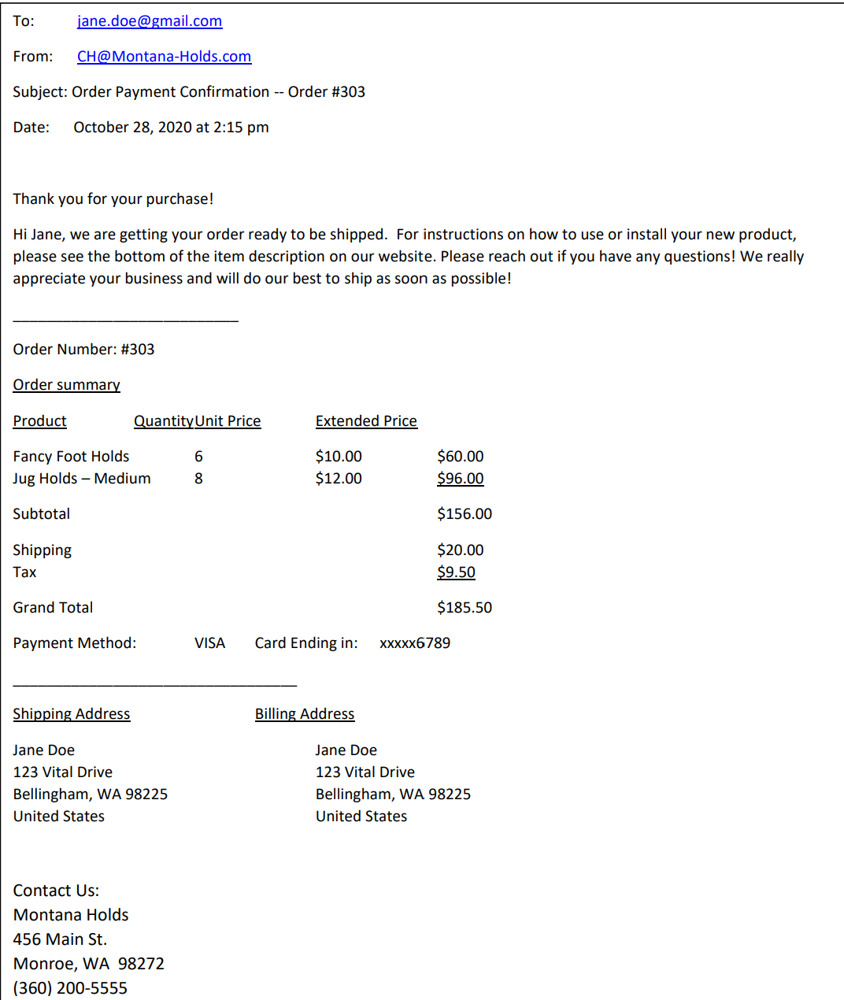 To: jane.doe@gmail.com
From: CH@Montana-Holds.com
Subject: Order Payment Confirmation -- Order #303
Date: October 28, 2020 at 2:15 pm
Thank you for your purchase!
Hi Jane, we are getting your order ready to be shipped.  For instructions on how to use or install your new product,
please see the bottom of the item description on our website. Please reach out if you have any questions! We really
appreciate your business and will do our best to ship as soon as possible!
___________________________
Order Number: #303
Order summary
Product Quantity Unit Price Extended Price
Fancy Foot Holds 6 $10.00 $60.00
Jug Holds – Medium 8 $12.00 $96.00
Subtotal $156.00
Shipping $20.00
Tax $9.50
Grand Total $185.50
Payment Method: VISA Card Ending in: xxxxx6789
__________________________________
Shipping Address Billing Address
Jane Doe Jane Doe
123 Vital Drive 123 Vital Drive
Bellingham, WA 98225 Bellingham, WA 98225
United States United States
Contact Us:
Montana Holds
456 Main St.
Monroe, WA  98272
(360) 200-5555